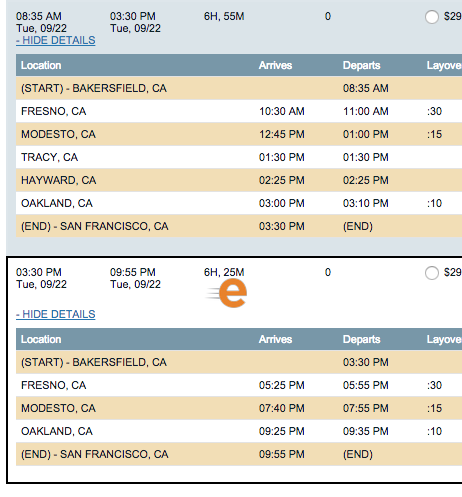 08:35 AM 03:30 PM 6H, 55M 0 $29
Tue, 09/22 Tue, 09/22
- HIDE DETAILS
Location Arrives Departs Layove
(START) - BAKERSFIELD, CA 08:35 AM
FRESNO, CA 10:30 AM 11:00 AM :30
MODESTO, CA 12:45 PM 01:00 PM :15
TRACY, CA 01:30 PM 01:30 PM
HAYWARD, CA 02:25 PM 02:25 PM
OAKLAND, CA 03:00 PM 03:10 PM :10
(END) - SAN FRANCISCO, CA 03:30 PM (END)
03:30 PM 09:55 PM 6H, 25M 0 $29
Tue, 09/22 Tue, 09/22
e
- HIDE DETAILS
Location Arrives Departs Layove
(START) - BAKERSFIELD, CA 03:30 PM
FRESNO, CA 05:25 PM 05:55 PM :30
MODESTO, CA 07:40 PM 07:55 PM :15
OAKLAND, CA 09:25 PM 09:35 PM :10
(END) - SAN FRANCISCO, CA 09:55 PM (END)